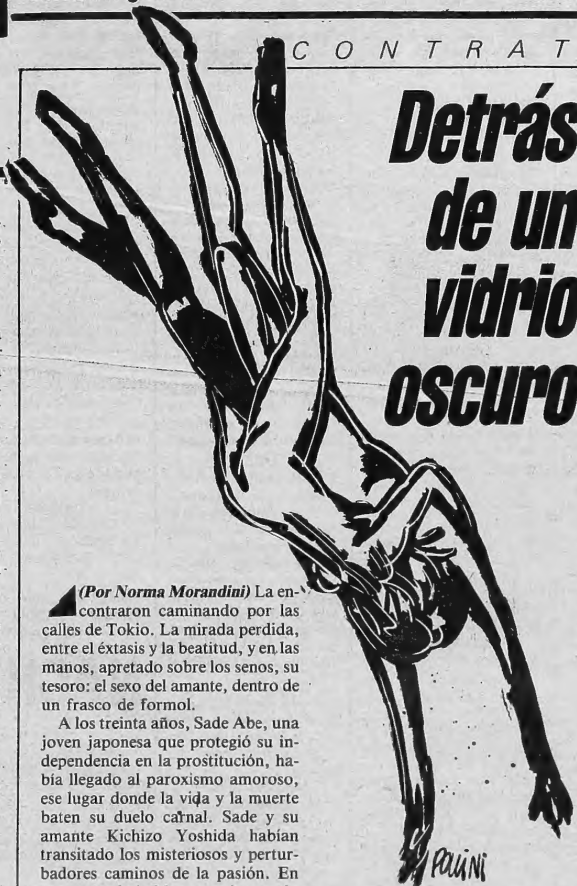 CONTRAT
Detrás
de un
vidrio
oscuro
(Por Norma Morandini) La en-
contraron caminando por las
calles de Tokio. La mirada perdida,
entre el éxtasis y la beatitud, y en las
manos, apretado sobre los senos, su
tesoro: el sexo del amante, dentro de
un frasco de formol.
A los treinta años, Sade Abe, una
joven japonesa que protegió su in-
dependencia en la prostitución, ha-
bía llegado al paroxismo amoroso,
ese lugar donde la vida y la muerte
baten su duelo carnal. Sade y su
amante Kichizo Yoshida habían
transitado los misteriosos y pertur-
badores caminos de la pasión. En